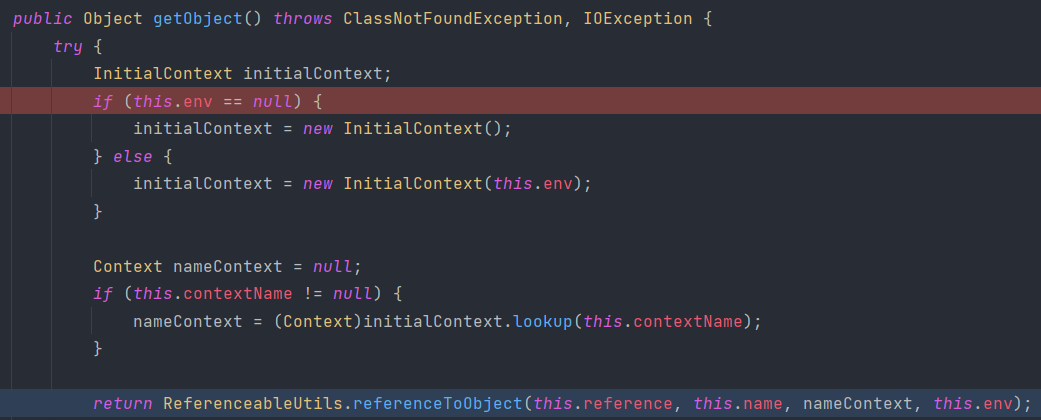 public Object getObject() throws ClassNotFoundException, IOException {
    try {
        InitialContext initialContext;
        if (this.env == null) {
            initialContext = new InitialContext();
        } else {
            initialContext = new InitialContext(this.env);
        }

        Context nameContext = null;
        if (this.contextName != null) {
            nameContext = (Context)initialContext.lookup(this.contextName);
        }

        return ReferenceableUtils.referenceToObject(this.reference, this.name, nameContext, this.env);